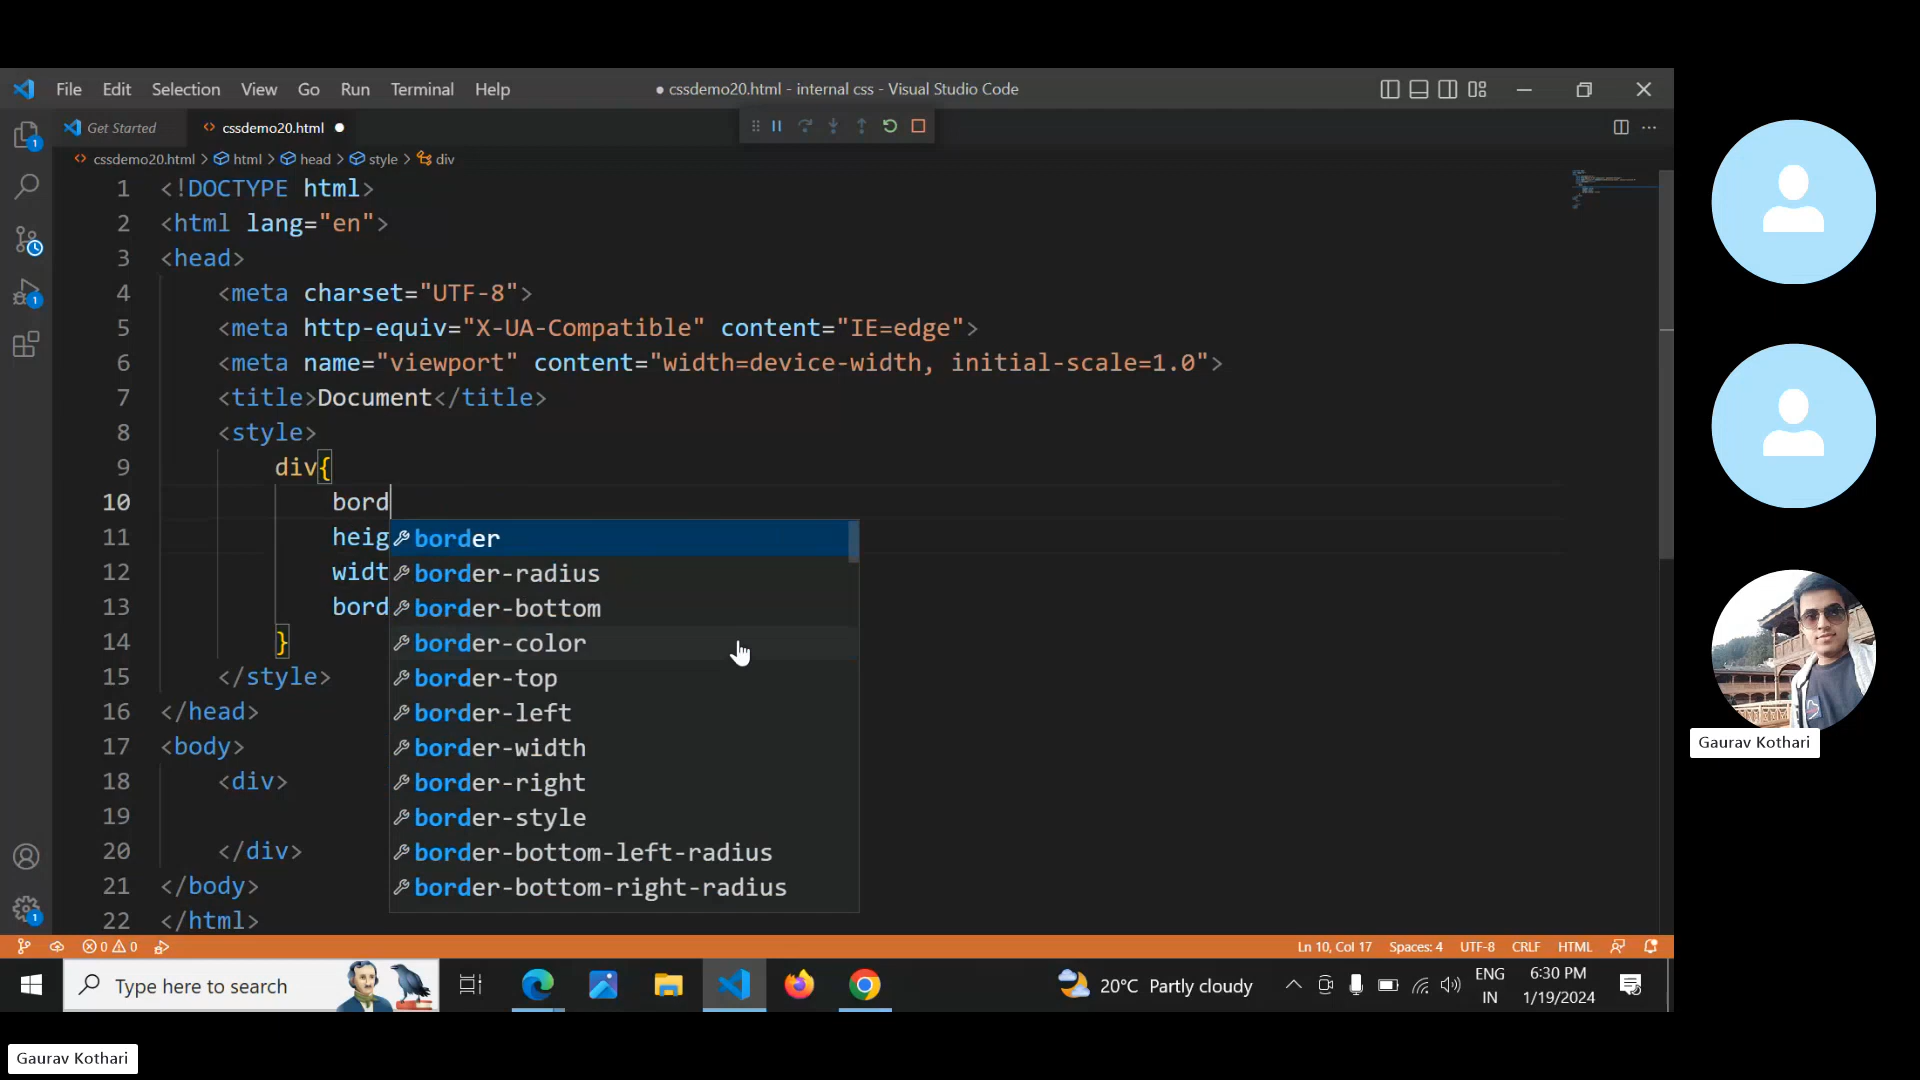 File Edit Selection View Go Run Terminal Help
● cssdemo20.html - internal css - Visual Studio Code
Get Started
cssdemo20.html ●
cssdemo20.html > html > head > style > div
1 <!DOCTYPE html>
2 <html lang="en">
3 <head>
4 <meta charset="UTF-8">
5 <meta http-equiv="X-UA-Compatible" content="IE=edge">
6 <meta name="viewport" content="width=device-width, initial-scale=1.0">
7 <title>Document</title>
8 <style>
9 div{
10 bord
11 heig
12 widt
13 bord
14 }
15 </style>
16 </head>
17 <body>
18 <div>
19
20 </div>
21 </body>
22 </html>
border
border-radius
border-bottom
border-color
border-top
border-left
border-width
border-right
border-style
border-bottom-left-radius
border-bottom-right-radius
1
1
1
0 0
Ln 10, Col 17 Spaces: 4 UTF-8 CRLF HTML
Type here to search
20°C Partly cloudy
ENG
IN
6:30 PM
1/19/2024
Gaurav Kothari
Gaurav Kothari